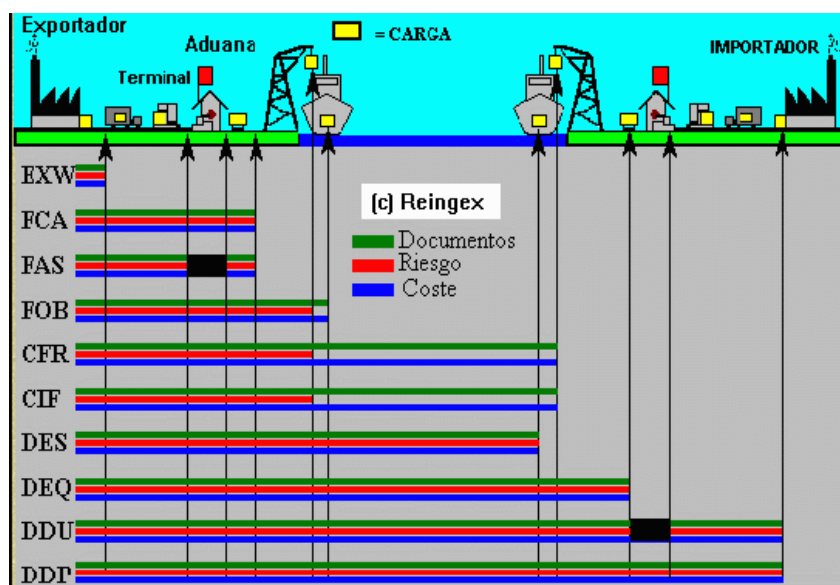 Exportador
= CARGA
Aduana
IMPORTADOR
Terminal
EXW
(c) Reingex
FCA
Documentos
FAS
Riesgo
Coste
FOB
CFR
CIF
DES
DEQ
DDU
DDP